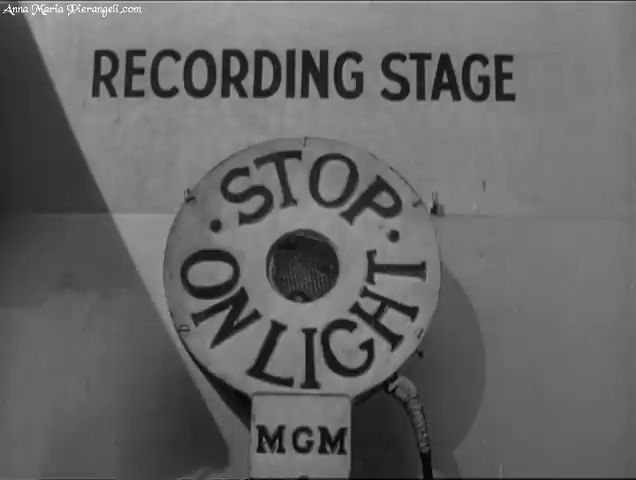 Anna Maria Pierangeli.com
RECORDING STAGE
· STOP ·
ON LIGHT
MGM